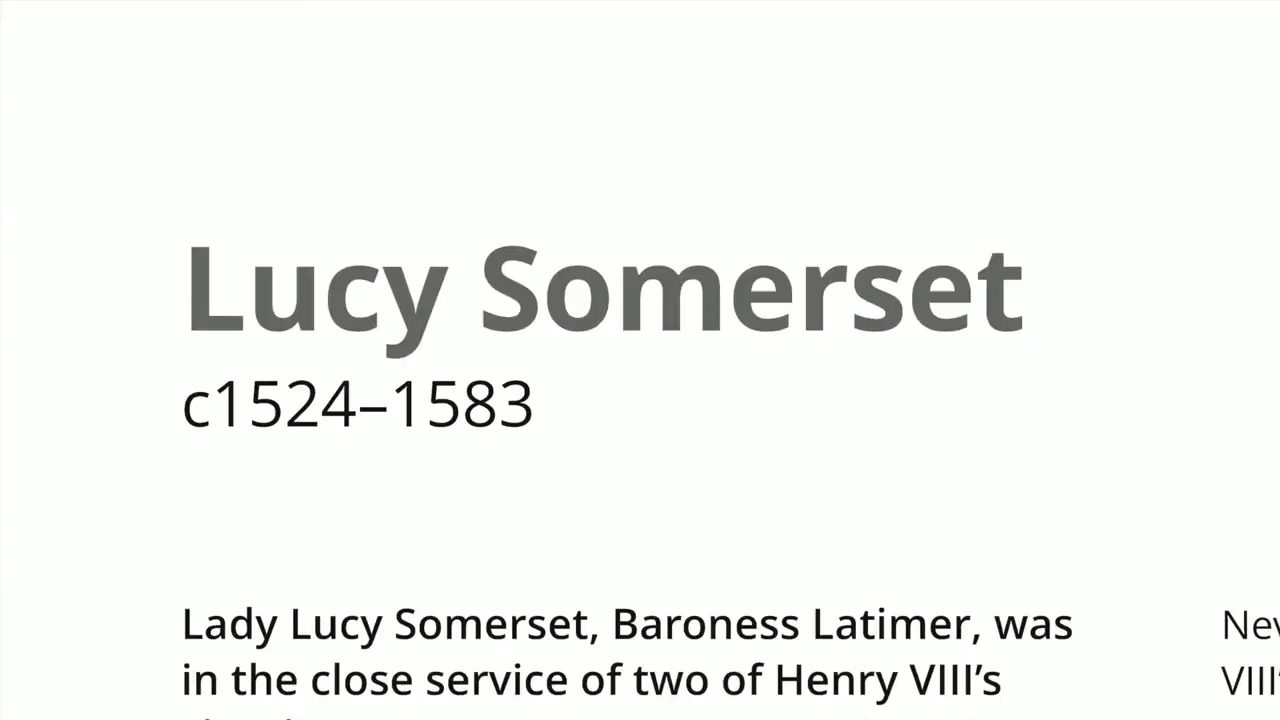 Lucy Somerset
c1524–1583
Lady Lucy Somerset, Baroness Latimer, was
in the close service of two of Henry VIII’s
VIII’